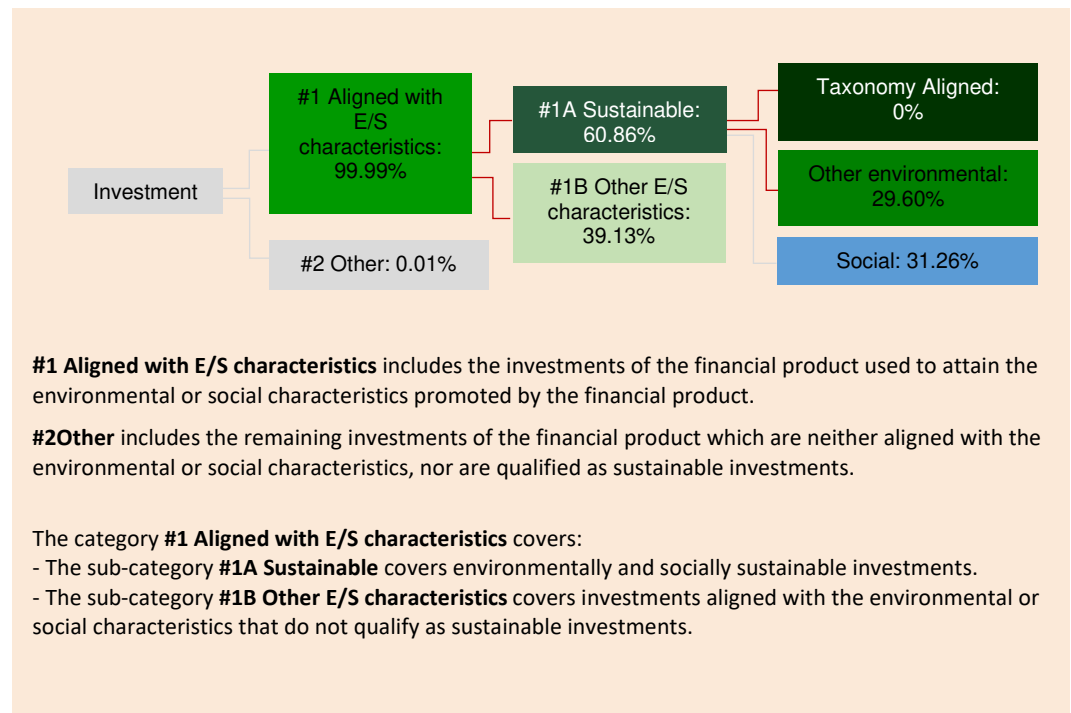 #1 Aligned with
E/S
characteristics:
99.99%
Investment
#2 Other: 0.01%
#1A Sustainable:
60.86%
#1B Other E/S
characteristics:
39.13%
Taxonomy Aligned:
0%
Other environmental:
29.60%
Social: 31.26%
#1 Aligned with E/S characteristics includes the investments of the financial product used to attain the
environmental or social characteristics promoted by the financial product.
#2Other includes the remaining investments of the financial product which are neither aligned with the
environmental or social characteristics, nor are qualified as sustainable investments.
The category #1 Aligned with E/S characteristics covers:
- The sub-category #1A Sustainable covers environmentally and socially sustainable investments.
- The sub-category #1B Other E/S characteristics covers investments aligned with the environmental or
social characteristics that do not qualify as sustainable investments.